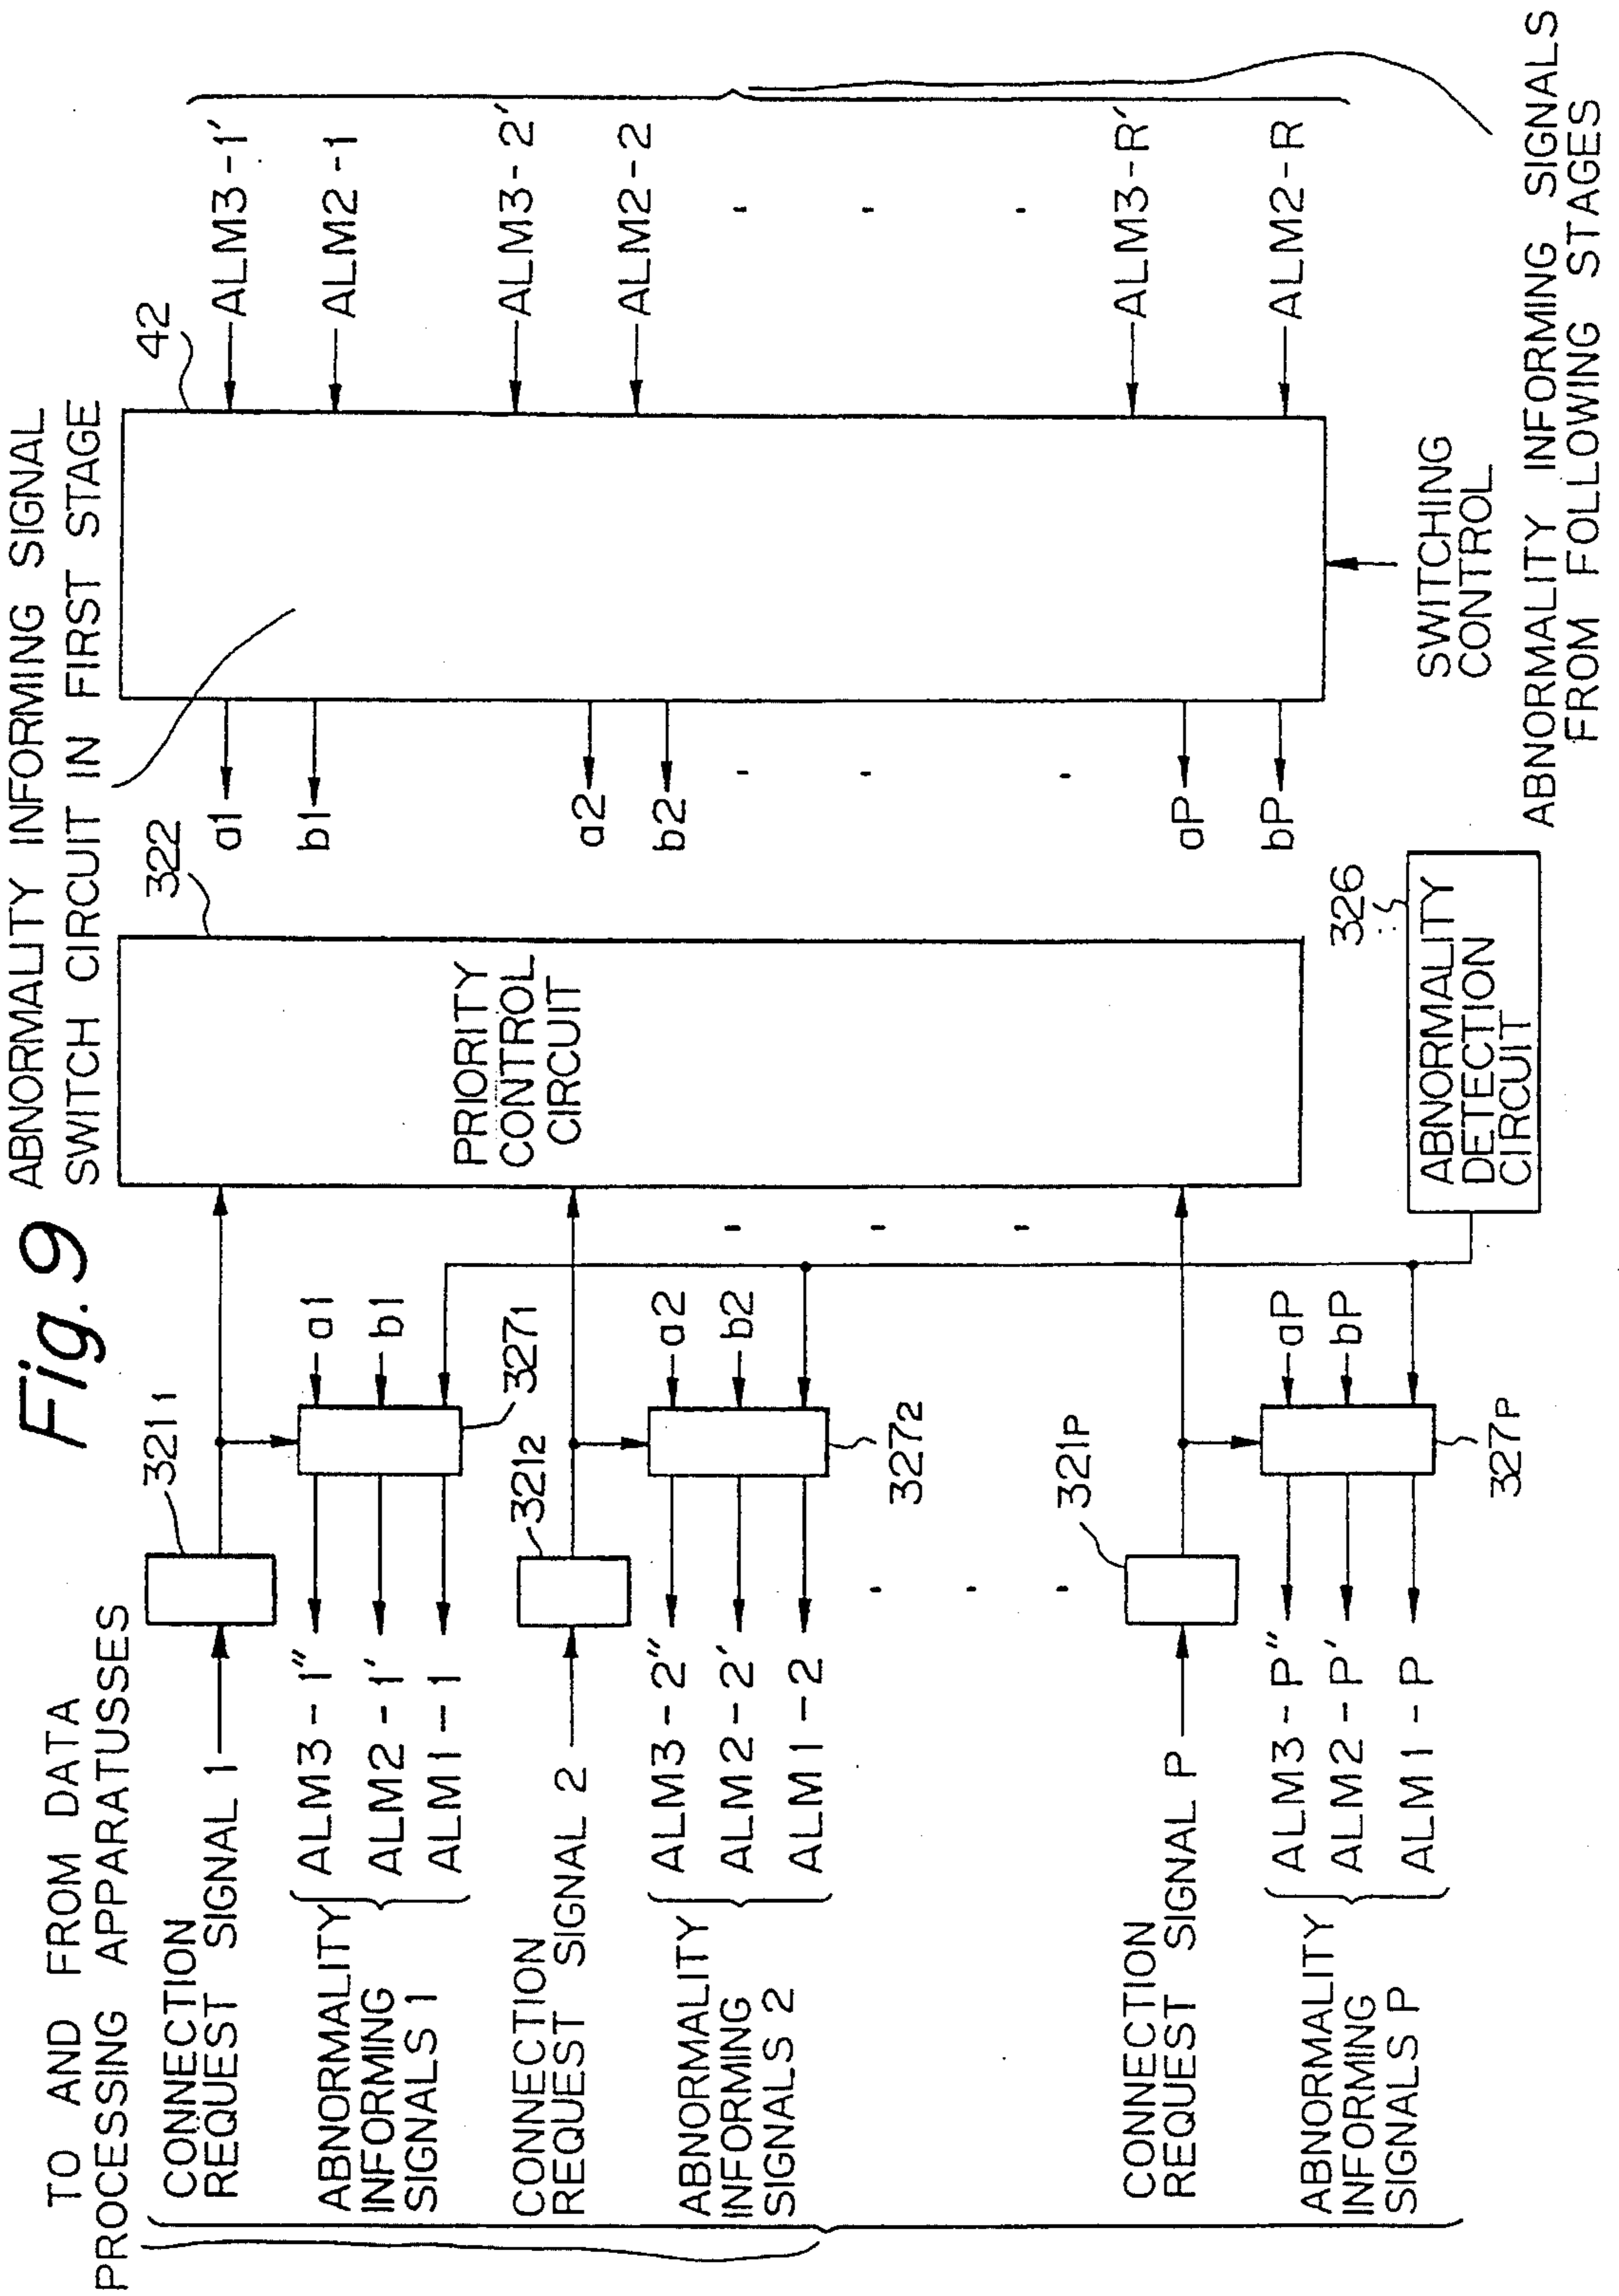 Fig. 9
TO AND FROM DATA
PROCESSING APPARATUSSES
ABNORMALITY INFORMING SIGNAL
SWITCH CIRCUIT IN FIRST STAGE
CONNECTION
REQUEST SIGNAL 1
321₁
322
42
ABNORMALITY
INFORMING
SIGNALS 1
ALM3-1"
ALM2-1'
ALM1-1
a1
b1
327₁
a1
b1
ALM3-1'
ALM2-1
CONNECTION
REQUEST SIGNAL 2
321₂
PRIORITY
CONTROL
CIRCUIT
ABNORMALITY
INFORMING
SIGNALS 2
ALM3-2"
ALM2-2'
ALM1-2
a2
b2
327₂
a2
b2
ALM3-2'
ALM2-2
CONNECTION
REQUEST SIGNAL P
321P
ABNORMALITY
INFORMING
SIGNALS P
ALM3-P"
ALM2-P'
ALM1-P
aP
bP
327P
aP
bP
ALM3-R'
ALM2-R
326
ABNORMALITY
DETECTION
CIRCUIT
SWITCHING
CONTROL
ABNORMALITY INFORMING SIGNALS
FROM FOLLOWING STAGES